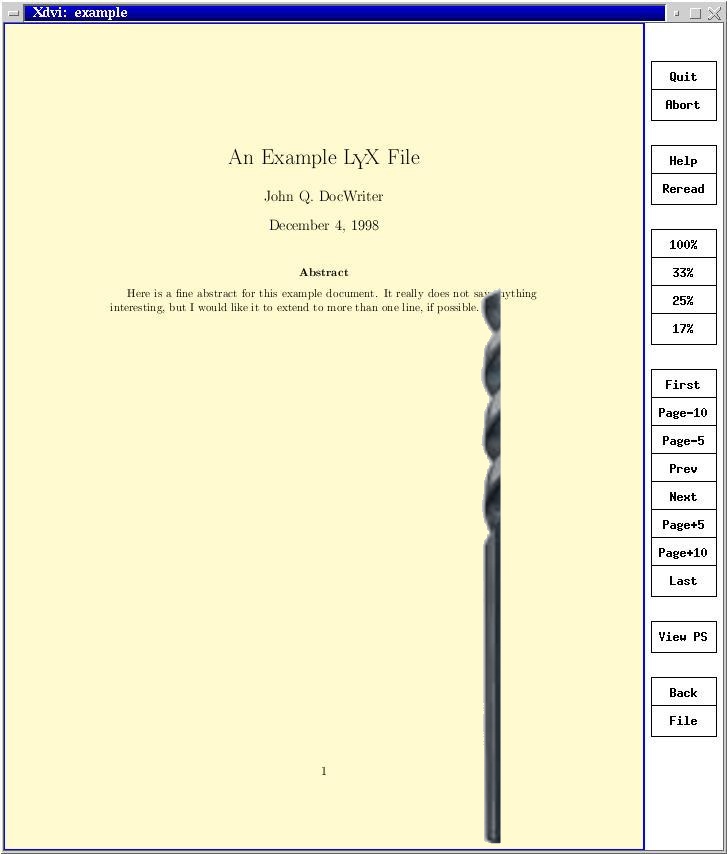 Xdvi: example
An Example LYX File
John Q. DocWriter
December 4, 1998
Abstract
Here is a fine abstract for this example document. It really does not
interesting, but I would like it to extend to more than one line, if possible.
1
Quit
Abort
Help
Reread
100%
33%
25%
17%
First
Page-10
Page-5
Prev
Next
Page+5
Page+10
Last
View PS
Back
File